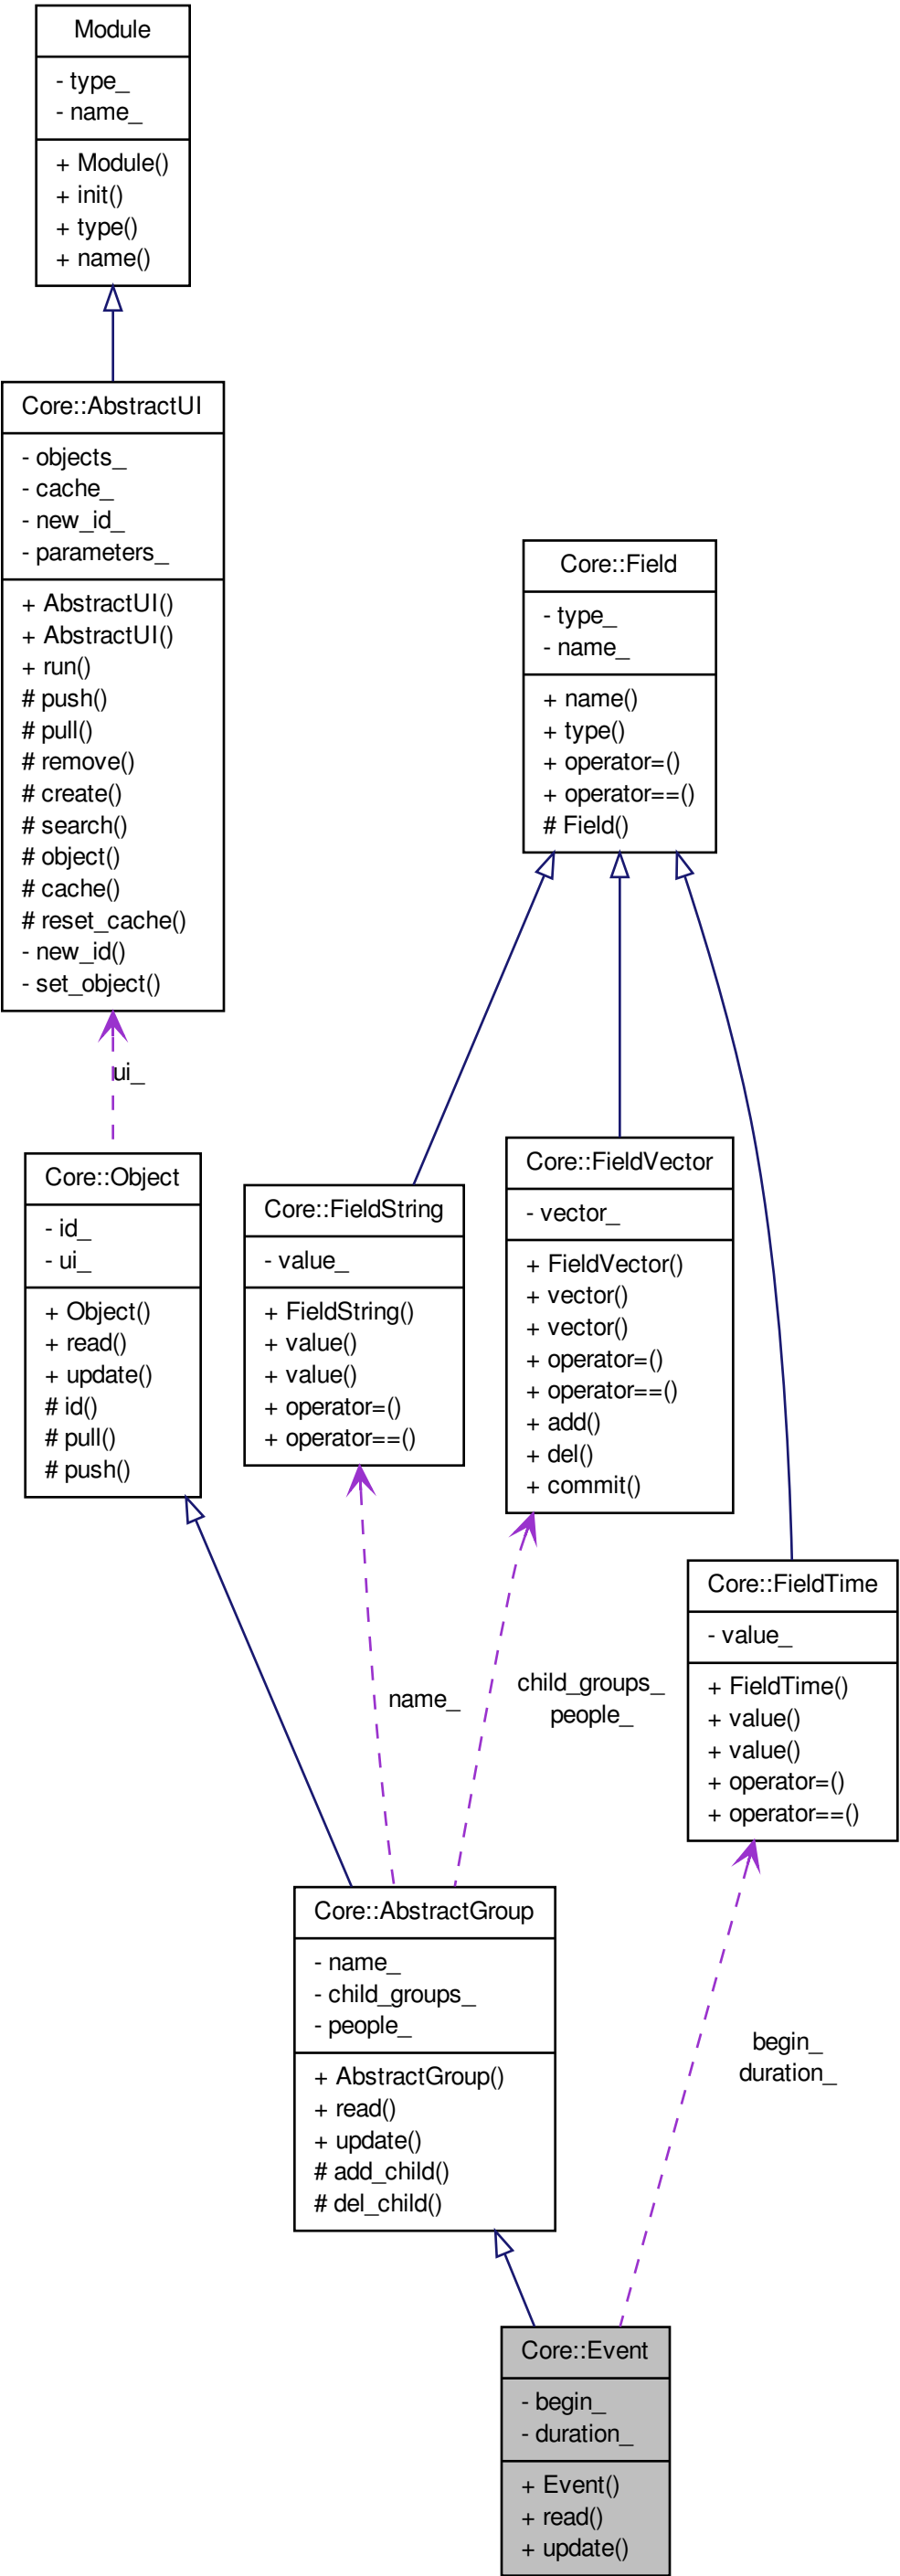 Module
- type_
- name_
+ Module()
+ init()
+ type()
+ name()
Core::AbstractUI
- objects_
- cache_
- new_id_
- parameters_
+ AbstractUI()
+ AbstractUI()
+ run()
# push()
# pull()
# remove()
# create()
# search()
# object()
# cache()
# reset_cache()
- new_id()
- set_object()
Core::Field
- type_
- name_
+ name()
+ type()
+ operator=()
+ operator==()
# Field()
ui_
Core::Object
- id_
- ui_
+ Object()
+ read()
+ update()
# id()
# pull()
# push()
Core::FieldString
- value_
+ FieldString()
+ value()
+ value()
+ operator=()
+ operator==()
Core::FieldVector
- vector_
+ FieldVector()
+ vector()
+ vector()
+ operator=()
+ operator==()
+ add()
+ del()
+ commit()
Core::FieldTime
- value_
+ FieldTime()
+ value()
+ value()
+ operator=()
+ operator==()
name_
child_groups_
people_
Core::AbstractGroup
- name_
- child_groups_
- people_
+ AbstractGroup()
+ read()
+ update()
# add_child()
# del_child()
begin_
duration_
Core::Event
- begin_
- duration_
+ Event()
+ read()
+ update()